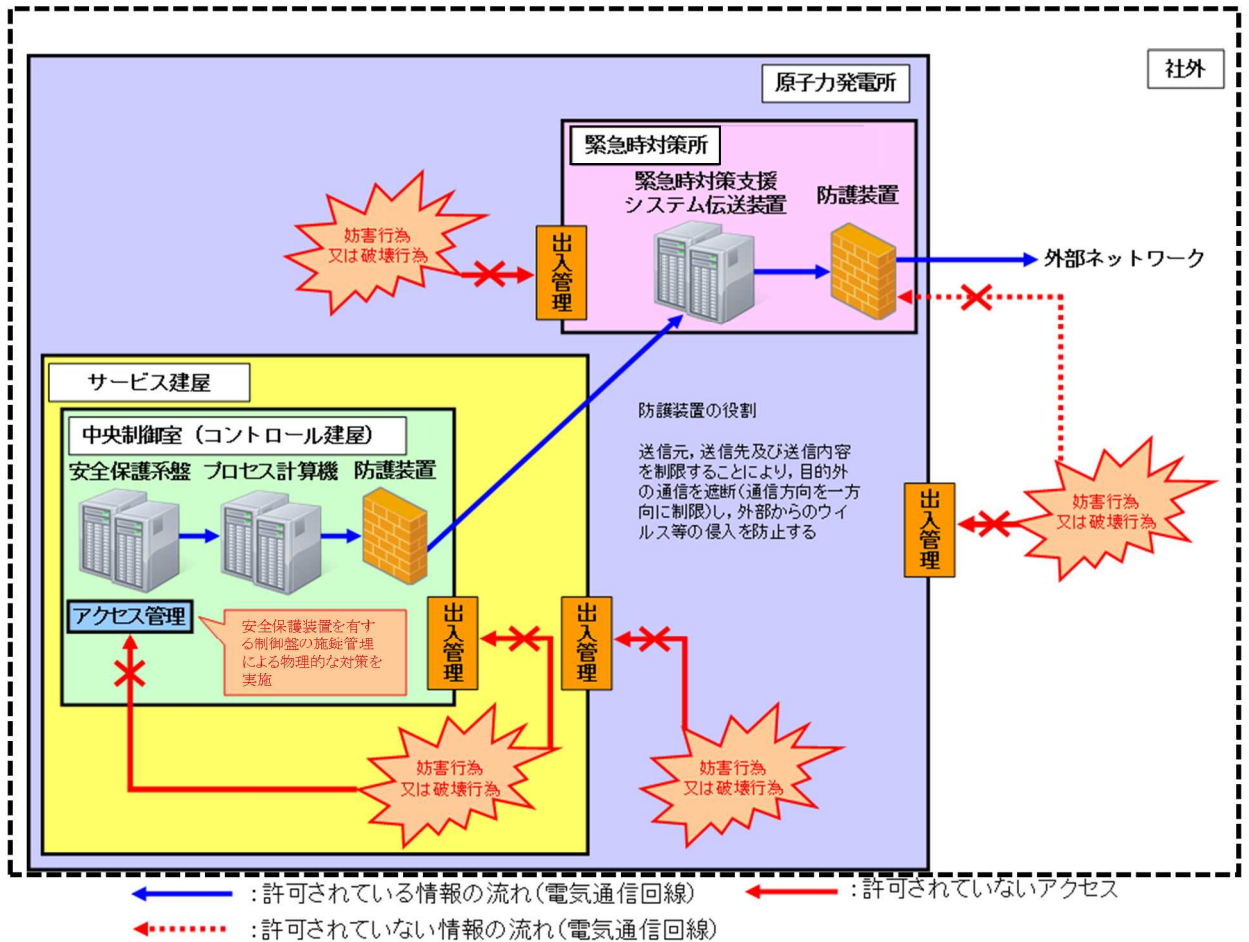 社外
原子力発電所
緊急時対策所
緊急時対策支援
システム伝送装置
防護装置
妨害行為
又は破壊行為
出入管理
外部ネットワーク
サービス建屋
中央制御室（コントロール建屋）
安全保護系盤
プロセス計算機
防護装置
防護装置の役割
送信元，送信先及び送信内容
を制限することにより，目的外
の通信を遮断（通信方向を一方
向に制限）し，外部からのウイ
ルス等の侵入を防止する
出入管理
妨害行為
又は破壊行為
アクセス管理
安全保護装置を有す
る制御盤の施錠管理
による物理的な対策を
実施
出入管理
出入管理
妨害行為
又は破壊行為
妨害行為
又は破壊行為
：許可されている情報の流れ（電気通信回線）
：許可されていないアクセス
：許可されていない情報の流れ（電気通信回線）